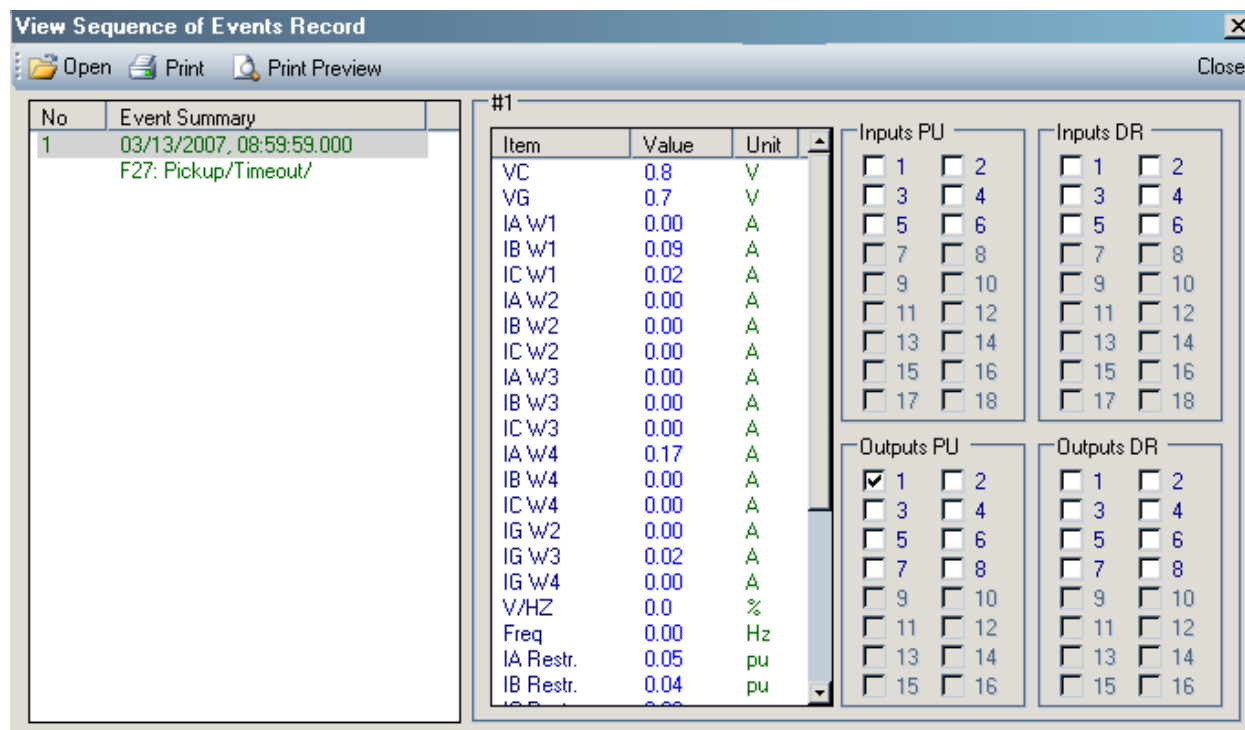 View Sequence of Events Record
Open Print Print Preview Close
No Event Summary
1 03/13/2007, 08:59:59.000
F27: Pickup/Timeout/
#1
Item Value Unit
VC 0.8 V
VG 0.7 V
IA W1 0.00 A
IB W1 0.09 A
IC W1 0.02 A
IA W2 0.00 A
IB W2 0.00 A
IC W2 0.00 A
IA W3 0.00 A
IB W3 0.00 A
IC W3 0.00 A
IA W4 0.17 A
IB W4 0.00 A
IC W4 0.00 A
IG W2 0.00 A
IG W3 0.02 A
IG W4 0.00 A
V/HZ 0.0 %
Freq 0.00 Hz
IA Restr. 0.05 pu
IB Restr. 0.04 pu
Inputs PU
1 2
3 4
5 6
7 8
9 10
11 12
13 14
15 16
17 18
Inputs DR
1 2
3 4
5 6
7 8
9 10
11 12
13 14
15 16
17 18
Outputs PU
1 2
3 4
5 6
7 8
9 10
11 12
13 14
15 16
Outputs DR
1 2
3 4
5 6
7 8
9 10
11 12
13 14
15 16